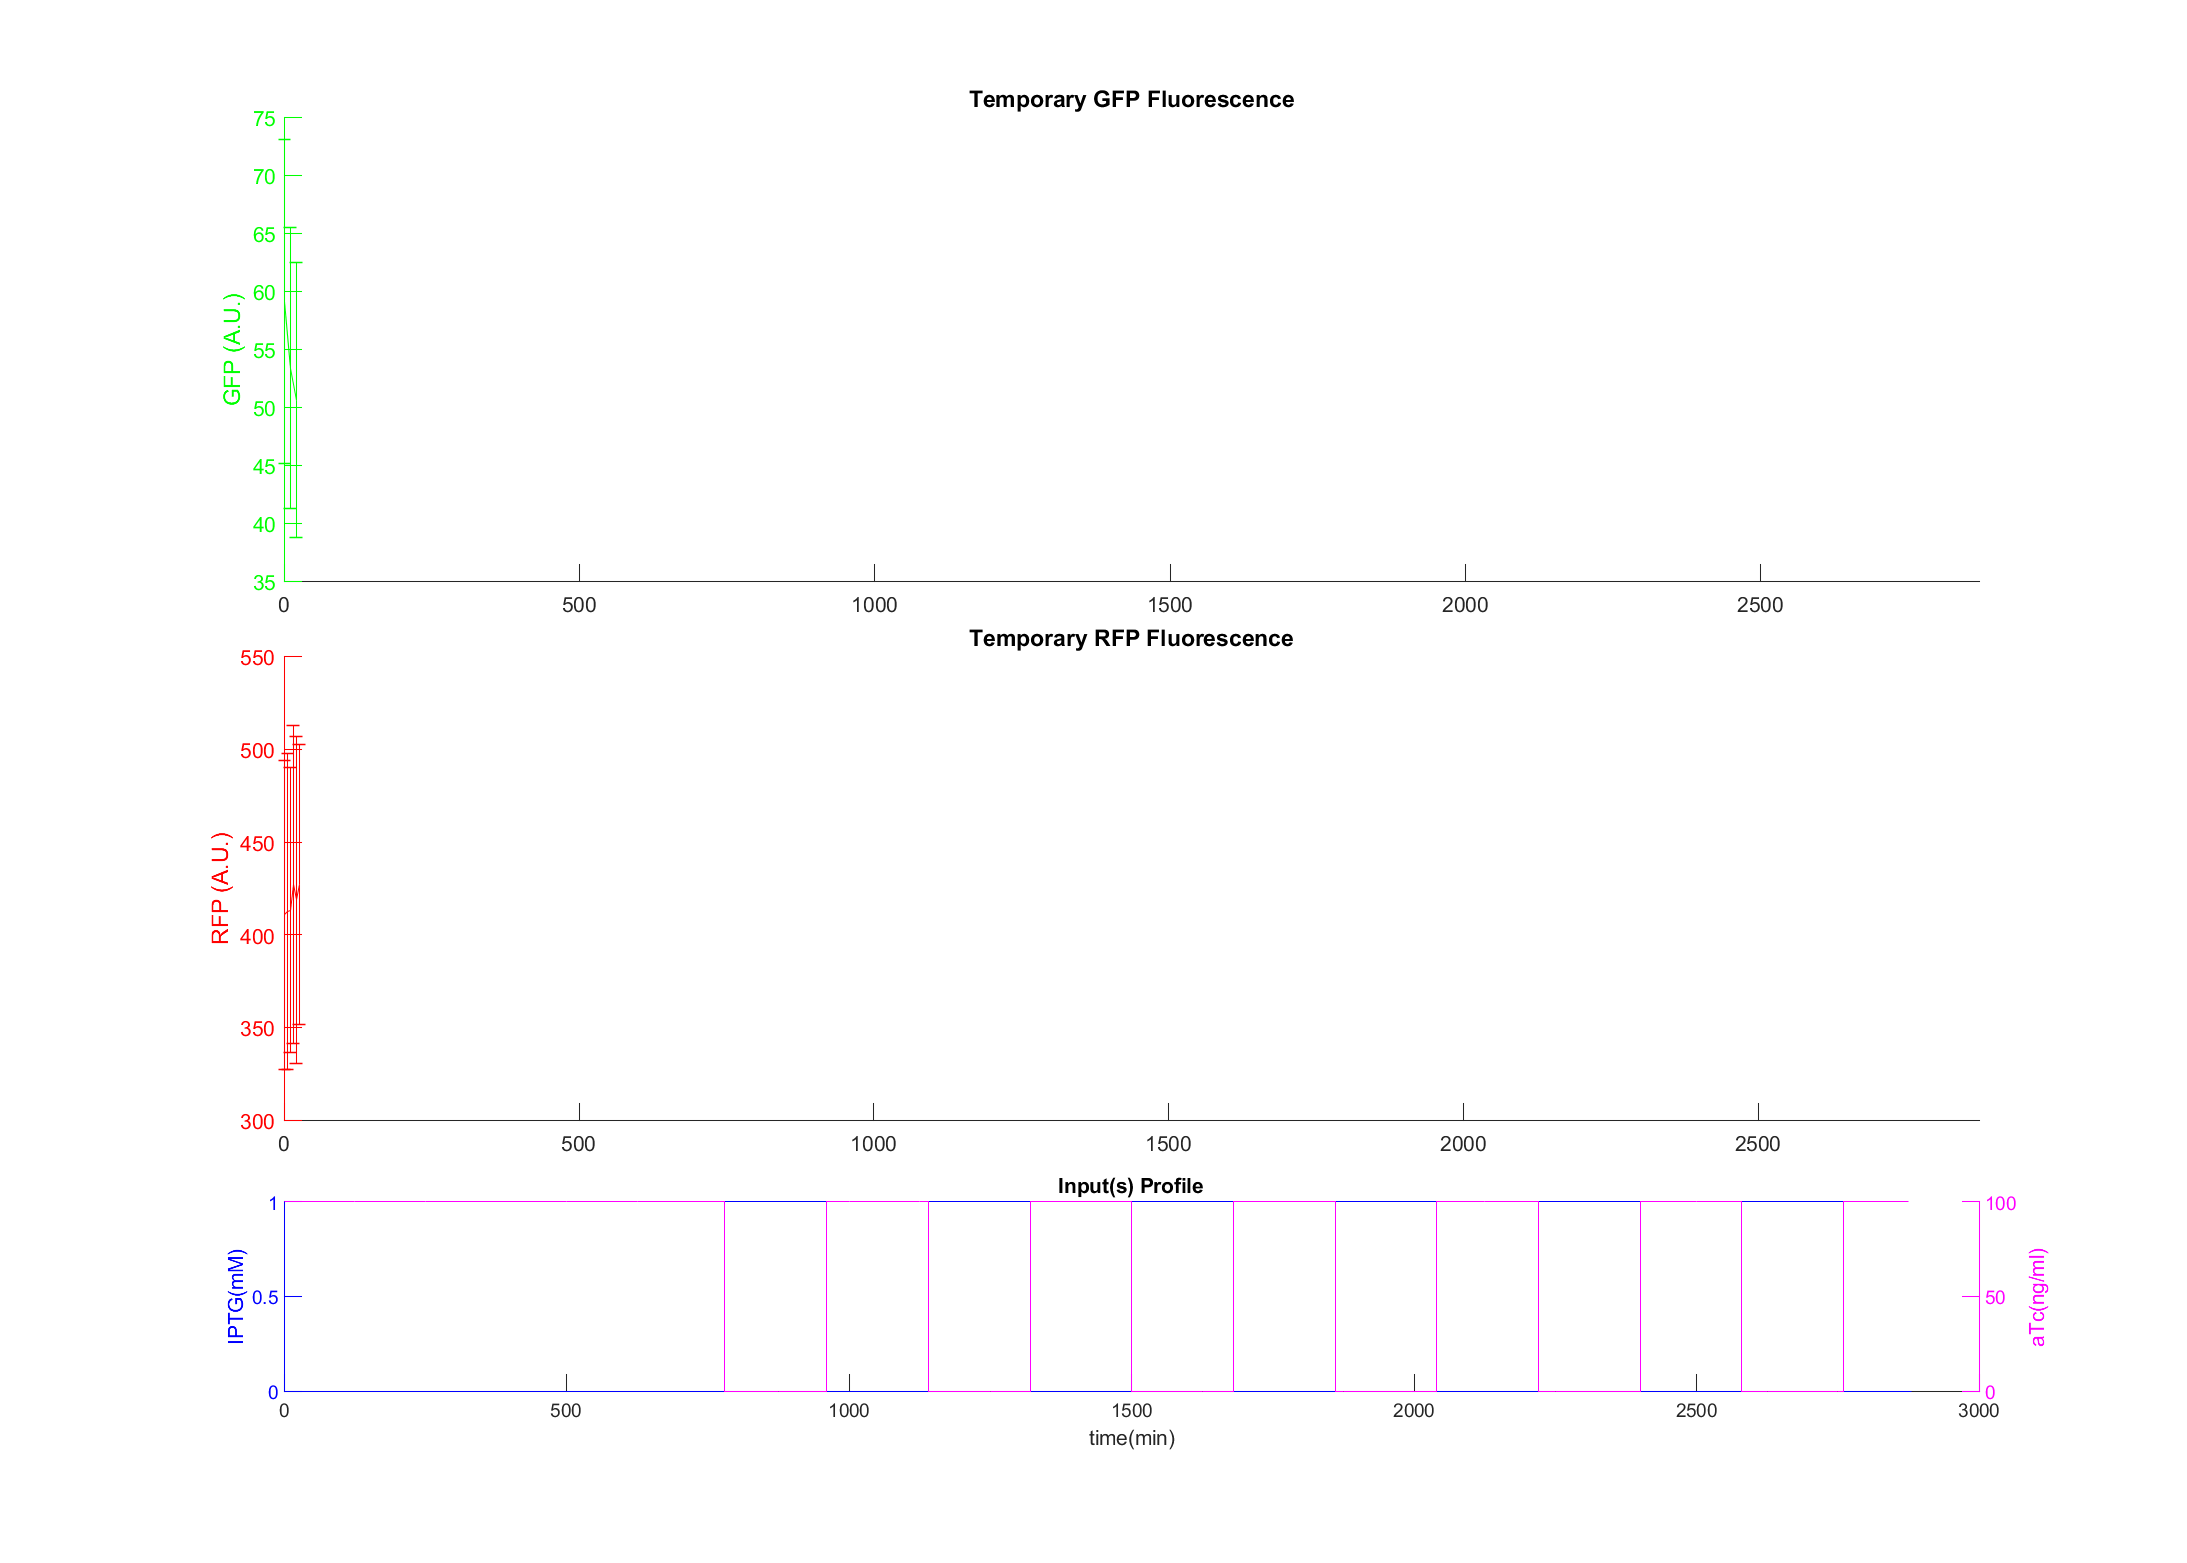 Temporary GFP Fluorescence
75
70
65
60
55
50
45
40
35
GFP (A.U.)
0 500 1000 1500 2000 2500
Temporary RFP Fluorescence
550
500
450
400
350
300
RFP (A.U.)
0 500 1000 1500 2000 2500
Input(s) Profile
1
0.5
0
IPTG(mM)
100
50
0
aTc(ng/ml)
0 500 1000 1500 2000 2500 3000
time(min)